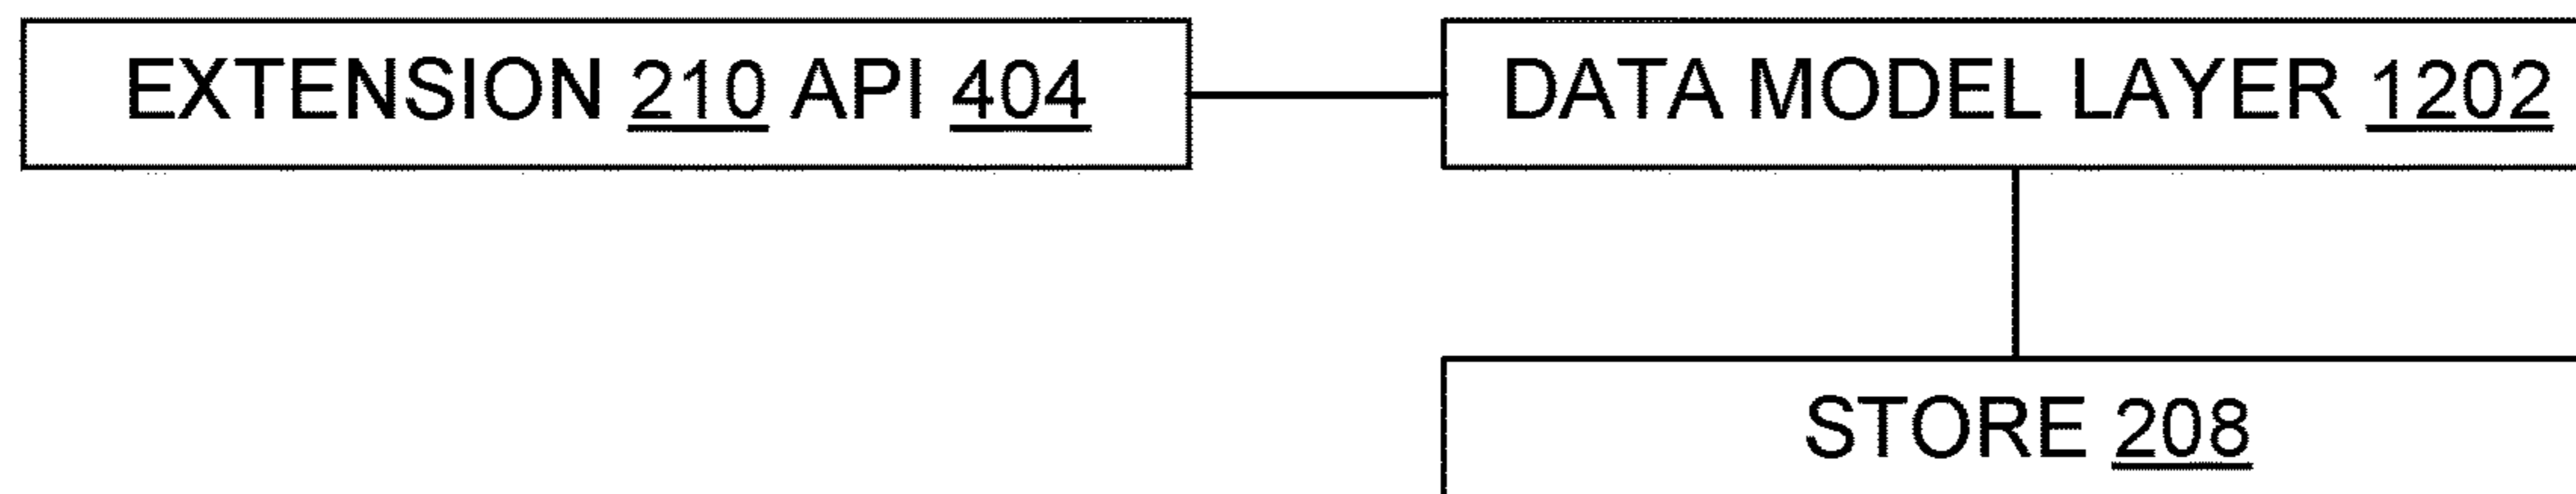 EXTENSION 210 API 404
DATA MODEL LAYER 1202
STORE 208